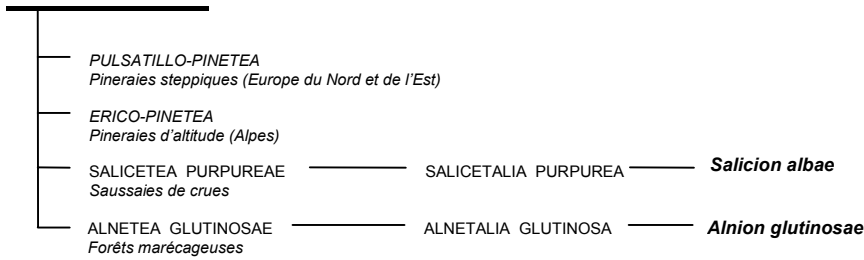 PULSATILLO-PINETEA
Pineraies steppiques (Europe du Nord et de l'Est)
ERICO-PINETEA
Pineraies d'altitude (Alpes)
SALICETEA PURPUREAE SALICETALIA PURPUREA Salicion albae
Saussaies de crues
ALNETEA GLUTINOSAE ALNETALIA GLUTINOSA Alnion glutinosae
Forêts marécageuses